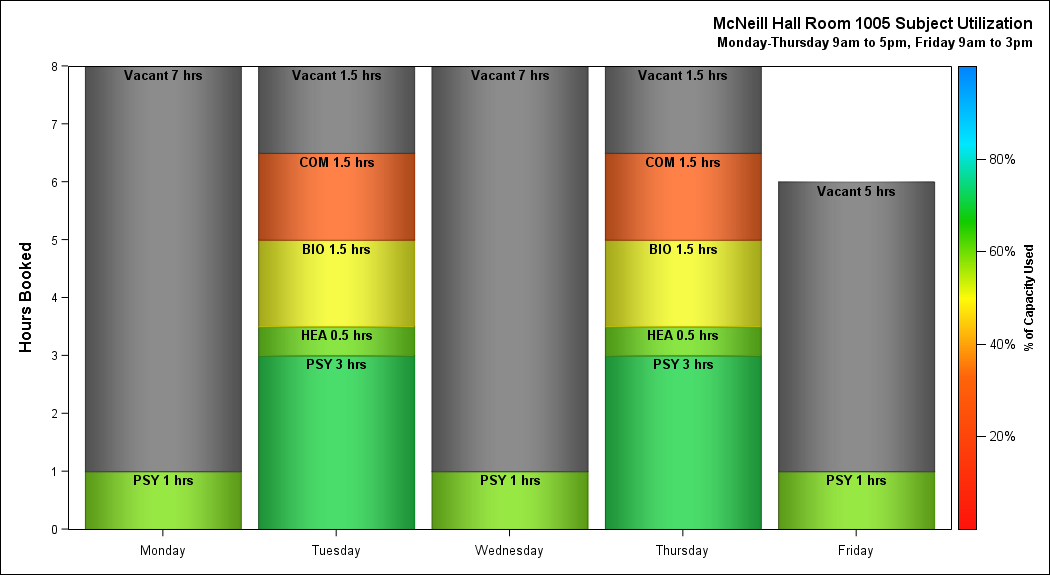 McNeill Hall Room 1005 Subject Utilization
Monday-Thursday 9am to 5pm, Friday 9am to 3pm
Hours Booked
8
7
6
5
4
3
2
1
0
Vacant 7 hrs
PSY 1 hrs
Vacant 1.5 hrs
COM 1.5 hrs
BIO 1.5 hrs
HEA 0.5 hrs
PSY 3 hrs
Vacant 7 hrs
PSY 1 hrs
Vacant 1.5 hrs
COM 1.5 hrs
BIO 1.5 hrs
HEA 0.5 hrs
PSY 3 hrs
Vacant 5 hrs
PSY 1 hrs
Monday
Tuesday
Wednesday
Thursday
Friday
80%
60%
40%
20%
% of Capacity Used